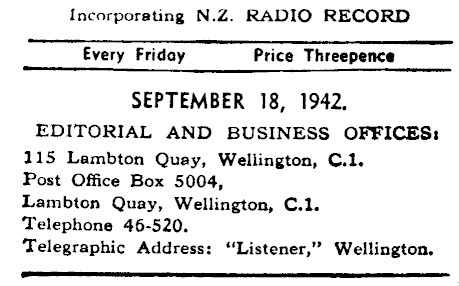 Incorporating N.Z. RADIO RECORD
Every Friday Price Threepence
SEPTEMBER 18, 1942.
EDITORIAL AND BUSINESS OFFICES:
115 Lambton Quay, Wellington, C.1.
Post Office Box 5004,
Lambton Quay, Wellington, C.1.
Telephone 46-520.
Telegraphic Address: "Listener," Wellington.